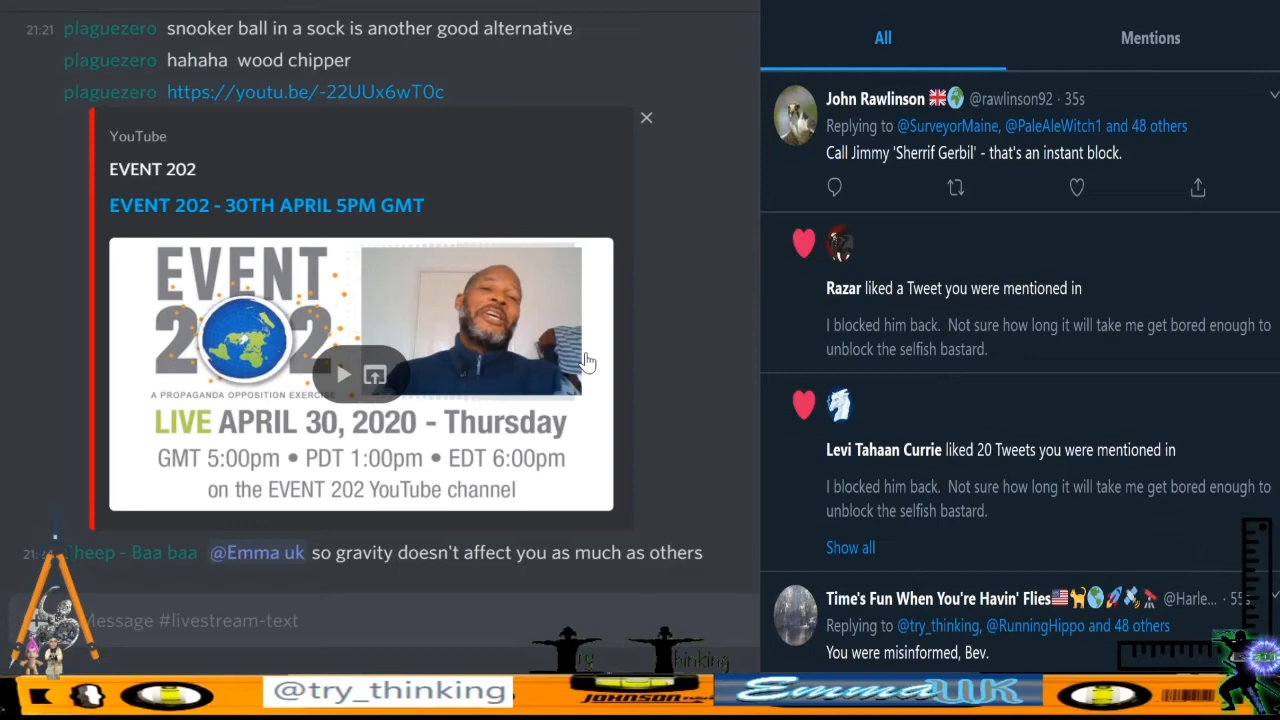 21:21 plaguezero snooker ball in a sock is another good alternative
plaguezero hahaha wood chipper
plaguezero https://youtu.be/-22UUx6wT0c
YouTube
EVENT 202
EVENT 202 - 30TH APRIL 5PM GMT
EVENT
202
A PROPAGANDA OPPOSITION EXERCISE
LIVE APRIL 30, 2020 - Thursday
GMT 5:00pm • PDT 1:00pm • EDT 6:00pm
on the EVENT 202 YouTube channel
heep - Baa baa @Emma uk so gravity doesn't affect you as much as others
Message #livestream-text
All
Mentions
John Rawlinson 🇬🇧🌍 @rawlinson92 · 35s
Replying to @SurveyorMaine, @PaleAleWitch1 and 48 others
Call Jimmy 'Sherrif Gerbil' - that's an instant block.
Razar liked a Tweet you were mentioned in
I blocked him back. Not sure how long it will take me get bored enough to
unblock the selfish bastard.
Levi Tahaan Currie liked 20 Tweets you were mentioned in
I blocked him back. Not sure how long it will take me get bored enough to
unblock the selfish bastard.
Show all
Time's Fun When You're Havin' Flies🇺🇸🐈🌎🚀🛰️🔭 @Harle... · 55s
Replying to @try_thinking, @RunningHippo and 48 others
You were misinformed, Bev.
Try Thinking
@try_thinking
JOHNSON
EmmaUK